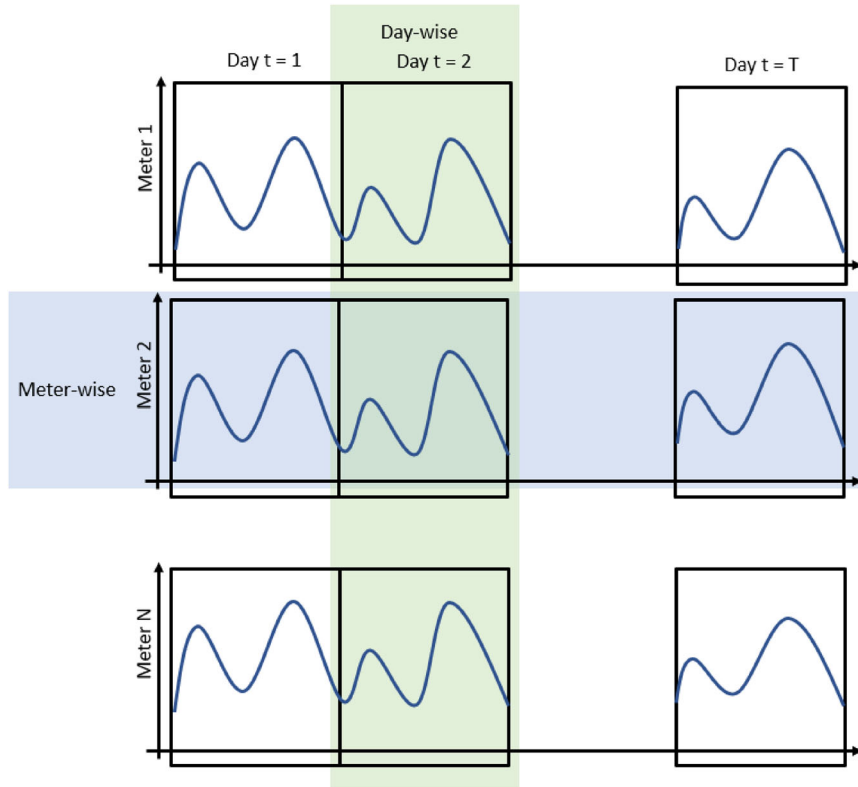 Day-wise
Day t = 1
Day t = 2
Day t = T
Meter 1
Meter-wise
Meter 2
Meter N